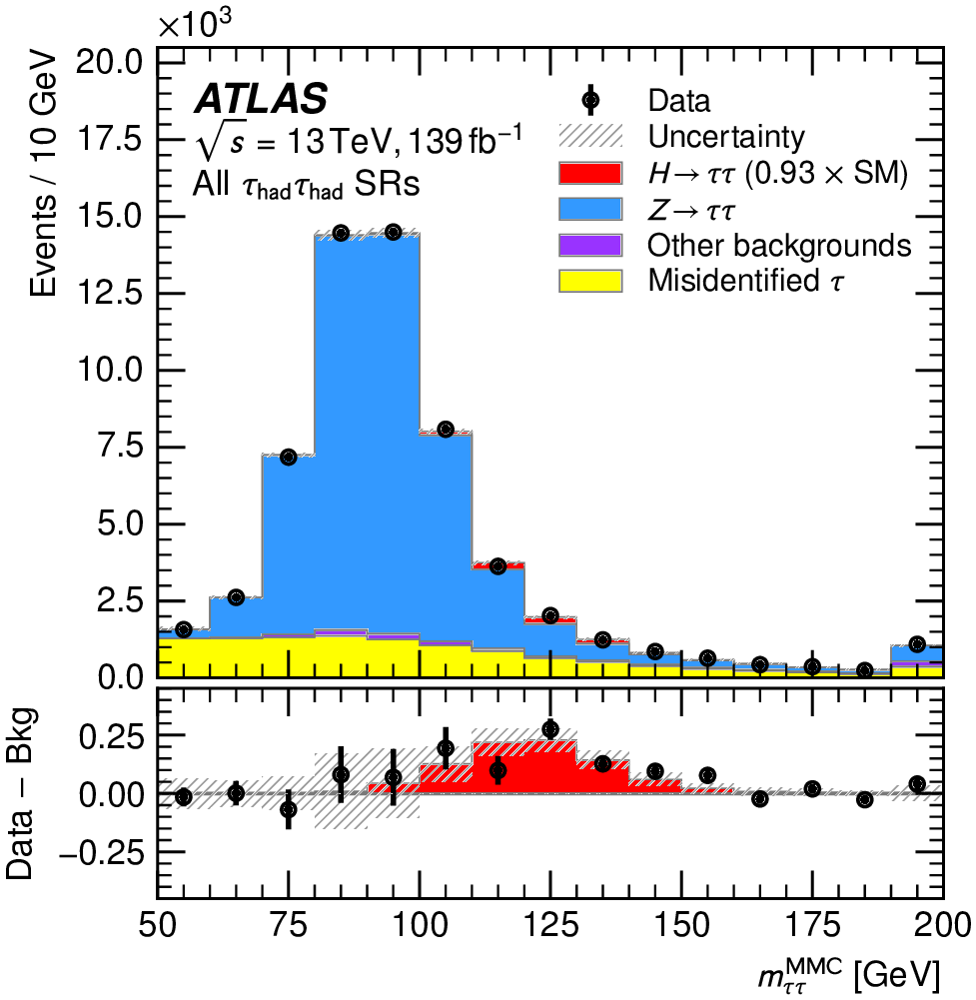 ×10³
Events / 10 GeV
20.0
17.5
15.0
12.5
10.0
7.5
5.0
2.5
0.0
ATLAS
√s = 13 TeV, 139 fb⁻¹
All τ_had τ_had SRs
Data
Uncertainty
H→ττ (0.93 × SM)
Z→ττ
Other backgrounds
Misidentified τ
Data − Bkg
0.25
0.00
−0.25
50 75 100 125 150 175 200
m_ττ^MMC [GeV]